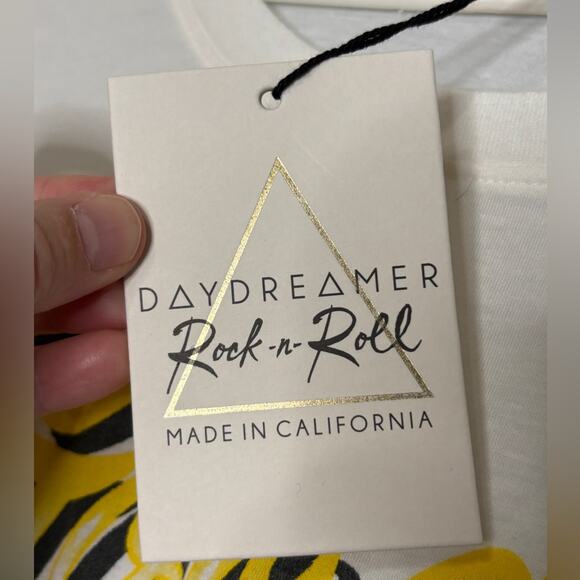 DAYDREAMER
Rock-n-Roll
MADE IN CALIFORNIA